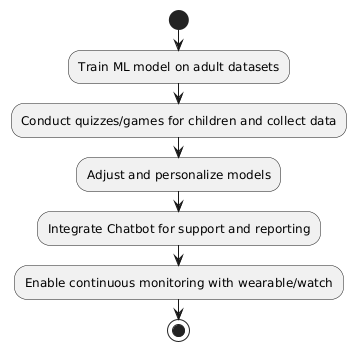 Train ML model on adult datasets
Conduct quizzes/games for children and collect data
Adjust and personalize models
Integrate Chatbot for support and reporting
Enable continuous monitoring with wearable/watch